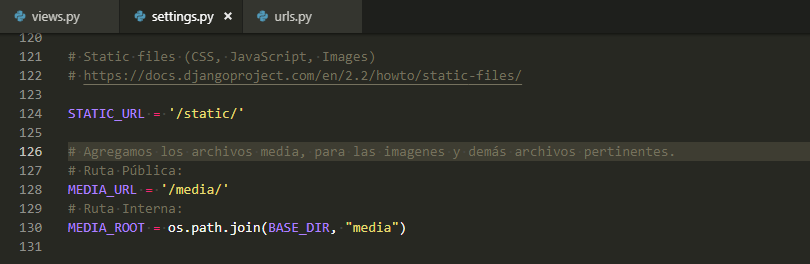 views.py settings.py × urls.py
120
121 # Static files (CSS, JavaScript, Images)
122 # https://docs.djangoproject.com/en/2.2/howto/static-files/
123
124 STATIC_URL = '/static/'
125
126 # Agregamos los archivos media, para las imagenes y demás archivos pertinentes.
127 # Ruta Pública:
128 MEDIA_URL = '/media/'
129 # Ruta Interna:
130 MEDIA_ROOT = os.path.join(BASE_DIR, "media")
131